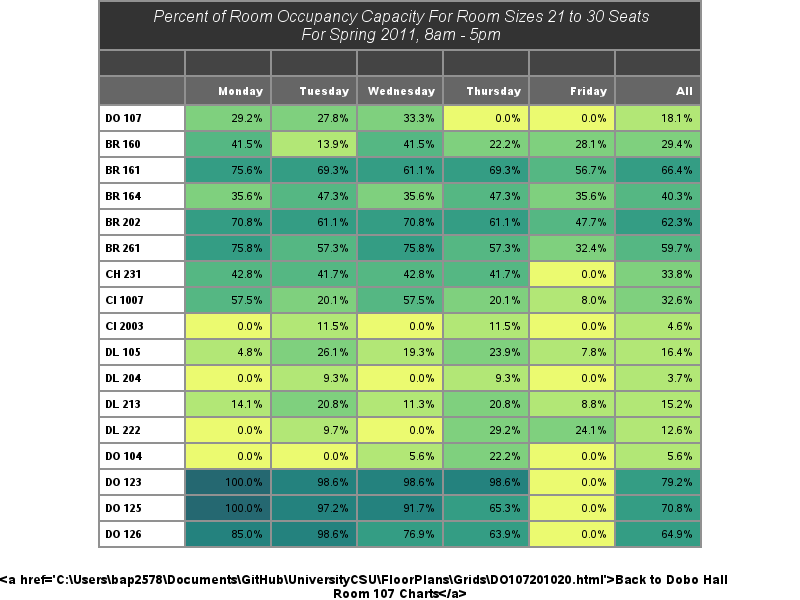 Percent of Room Occupancy Capacity For Room Sizes 21 to 30 Seats
For Spring 2011, 8am - 5pm
Monday Tuesday Wednesday Thursday Friday All
DO 107 29.2% 27.8% 33.3% 0.0% 0.0% 18.1%
BR 160 41.5% 13.9% 41.5% 22.2% 28.1% 29.4%
BR 161 75.6% 69.3% 61.1% 69.3% 56.7% 66.4%
BR 164 35.6% 47.3% 35.6% 47.3% 35.6% 40.3%
BR 202 70.8% 61.1% 70.8% 61.1% 47.7% 62.3%
BR 261 75.8% 57.3% 75.8% 57.3% 32.4% 59.7%
CH 231 42.8% 41.7% 42.8% 41.7% 0.0% 33.8%
CI 1007 57.5% 20.1% 57.5% 20.1% 8.0% 32.6%
CI 2003 0.0% 11.5% 0.0% 11.5% 0.0% 4.6%
DL 105 4.8% 26.1% 19.3% 23.9% 7.8% 16.4%
DL 204 0.0% 9.3% 0.0% 9.3% 0.0% 3.7%
DL 213 14.1% 20.8% 11.3% 20.8% 8.8% 15.2%
DL 222 0.0% 9.7% 0.0% 29.2% 24.1% 12.6%
DO 104 0.0% 0.0% 5.6% 22.2% 0.0% 5.6%
DO 123 100.0% 98.6% 98.6% 98.6% 0.0% 79.2%
DO 125 100.0% 97.2% 91.7% 65.3% 0.0% 70.8%
DO 126 85.0% 98.6% 76.9% 63.9% 0.0% 64.9%
<a href='C:\Users\bap2578\Documents\GitHub\UniversityCSU\FloorPlans\Grids\DO107201020.html'>Back to Dobo Hall
Room 107 Charts</a>